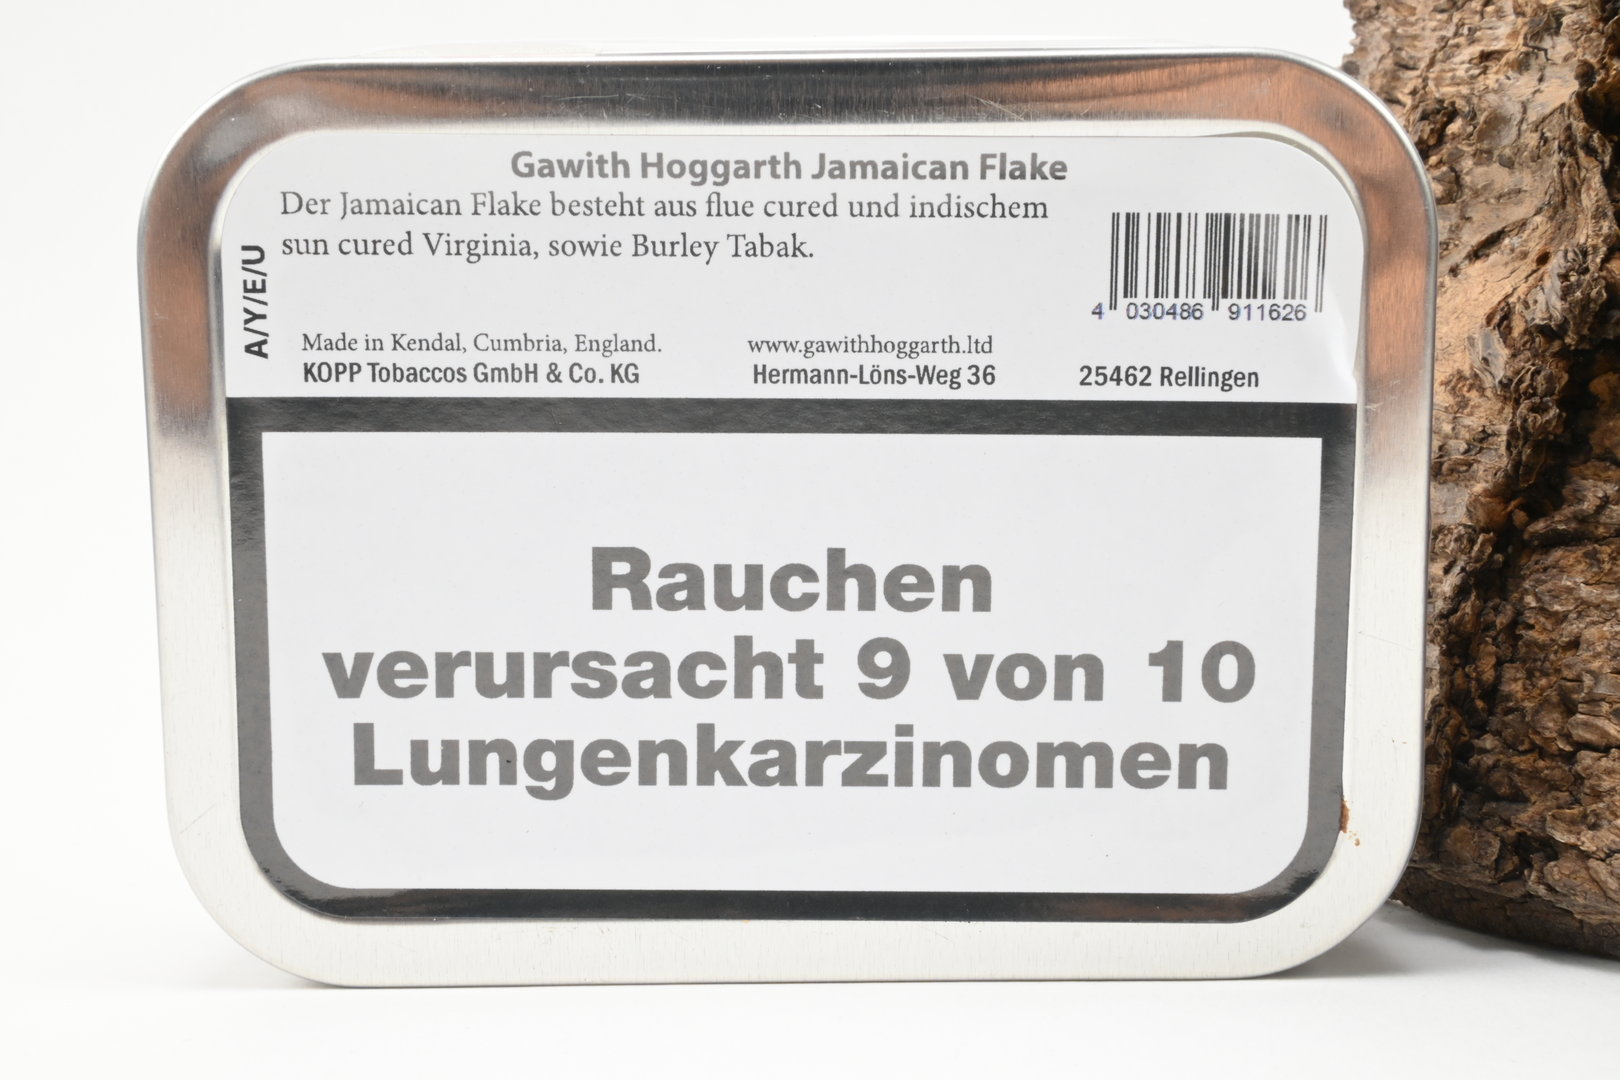 Gawith Hoggarth Jamaican Flake
Der Jamaican Flake besteht aus flue cured und indischem
sun cured Virginia, sowie Burley Tabak.
A/Y/E/U
4 030486 911626
Made in Kendal, Cumbria, England. www.gawithhoggarth.ltd
KOPP Tobaccos GmbH & Co. KG Hermann-Löns-Weg 36 25462 Rellingen
Rauchen
verursacht 9 von 10
Lungenkarzinomen